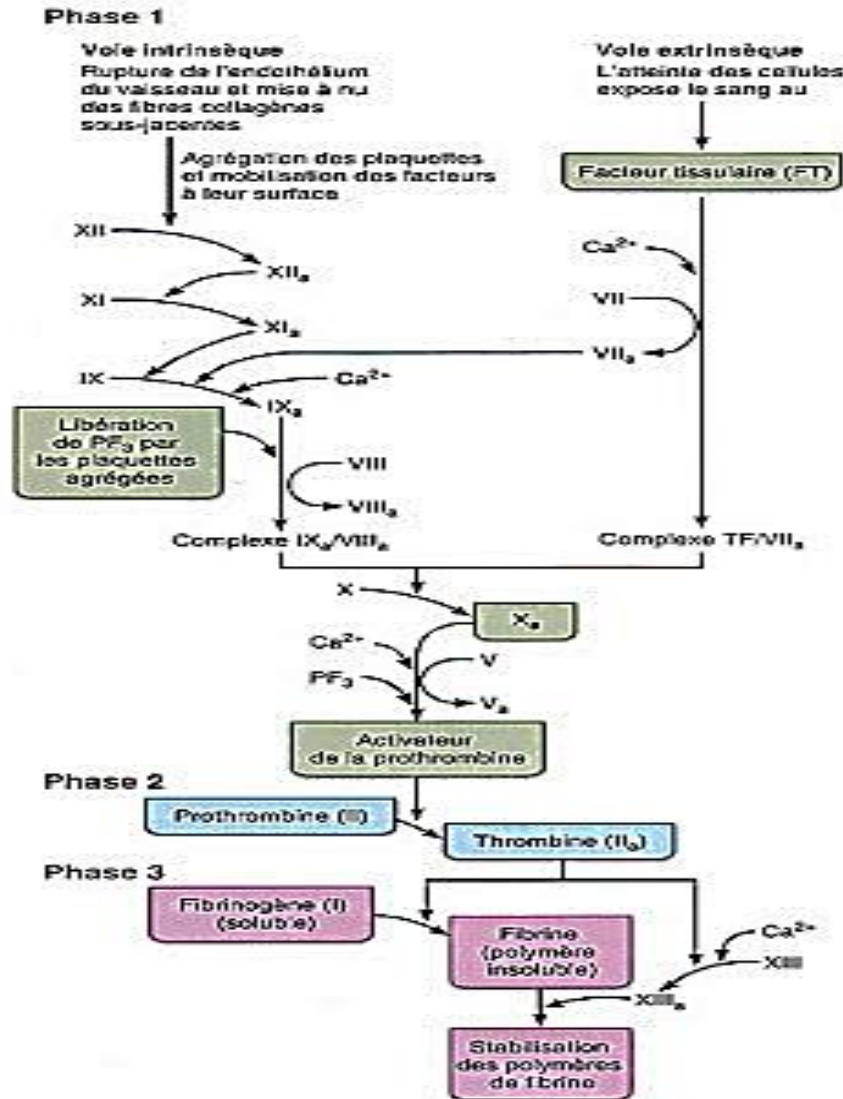 Phase 1
Voie intrinsèque
Rupture de l'endothélium
du vaisseau et mise à nu
des fibres collagènes
sous-jacentes
Voie extrinsèque
L'atteinte des cellules
expose le sang au
Agrégation des plaquettes
et mobilisation des facteurs
à leur surface
Facteur tissulaire (FT)
XII
XIIa
Ca2+
XI
XIa
VII
VIIa
IX
Ca2+
IXa
Libération
de PF3 par
les plaquettes
agrégées
VIII
VIIIa
Complexe IXa/VIIIa
Complexe TF/VIIa
X
Xa
Ca2+
V
PF3
Va
Activateur
de la prothrombine
Phase 2
Prothrombine (II)
Thrombine (IIa)
Phase 3
Fibrinogène (I)
(soluble)
Fibrine
(polymère
insoluble)
Ca2+
XIII
XIIIa
Stabilisation
des polymères
de fibrine